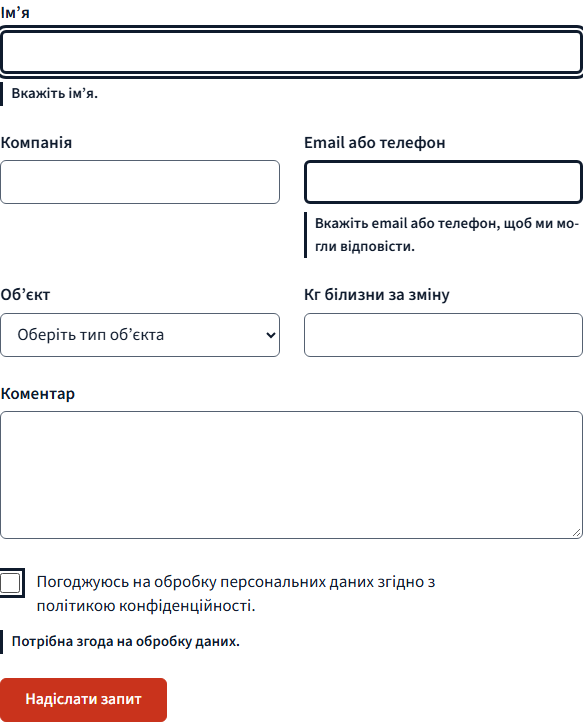 Ім’я
Вкажіть ім’я.
Компанія
Email або телефон
Вкажіть email або телефон, щоб ми мо-
гли відповісти.
Об’єкт
Кг білизни за зміну
Оберіть тип об’єкта
Коментар
Погоджуюсь на обробку персональних даних згідно з
політикою конфіденційності.
Потрібна згода на обробку даних.
Надіслати запит